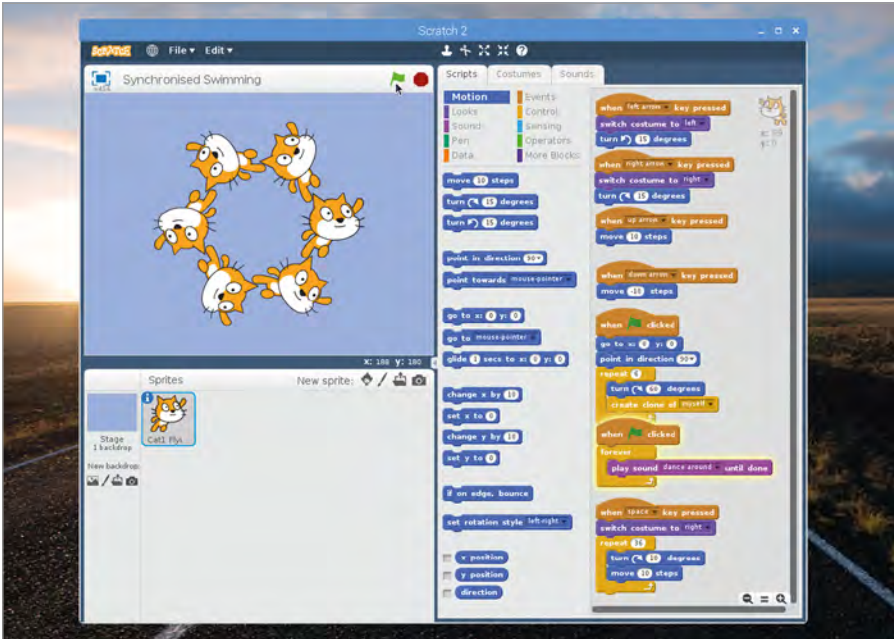 Scratch 2
SCRATCH File Edit
Synchronised Swimming
Scripts Costumes Sounds
Motion Events
Looks Control
Sound Sensing
Pen Operators
Data More Blocks
move 10 steps
turn 15 degrees
turn 15 degrees
point in direction 90
point towards mouse-pointer
go to x: 0 y: 0
go to mouse-pointer
glide 1 secs to x: 0 y: 0
change x by 10
set x to 0
change y by 10
set y to 0
if on edge, bounce
set rotation style left-right
x position
y position
direction
when left arrow key pressed
switch costume to left
turn 15 degrees
when right arrow key pressed
switch costume to right
turn 15 degrees
when up arrow key pressed
move 10 steps
when down arrow key pressed
move -10 steps
when clicked
go to x: 0 y: 0
point in direction 90
repeat 6
turn 60 degrees
create clone of myself
when clicked
forever
play sound dance around until done
when space key pressed
switch costume to right
repeat 36
turn 10 degrees
move 10 steps
X: 188 Y: 180
Sprites New sprite:
Stage
1 backdrop
New backdrop:
Cat1 Flyi